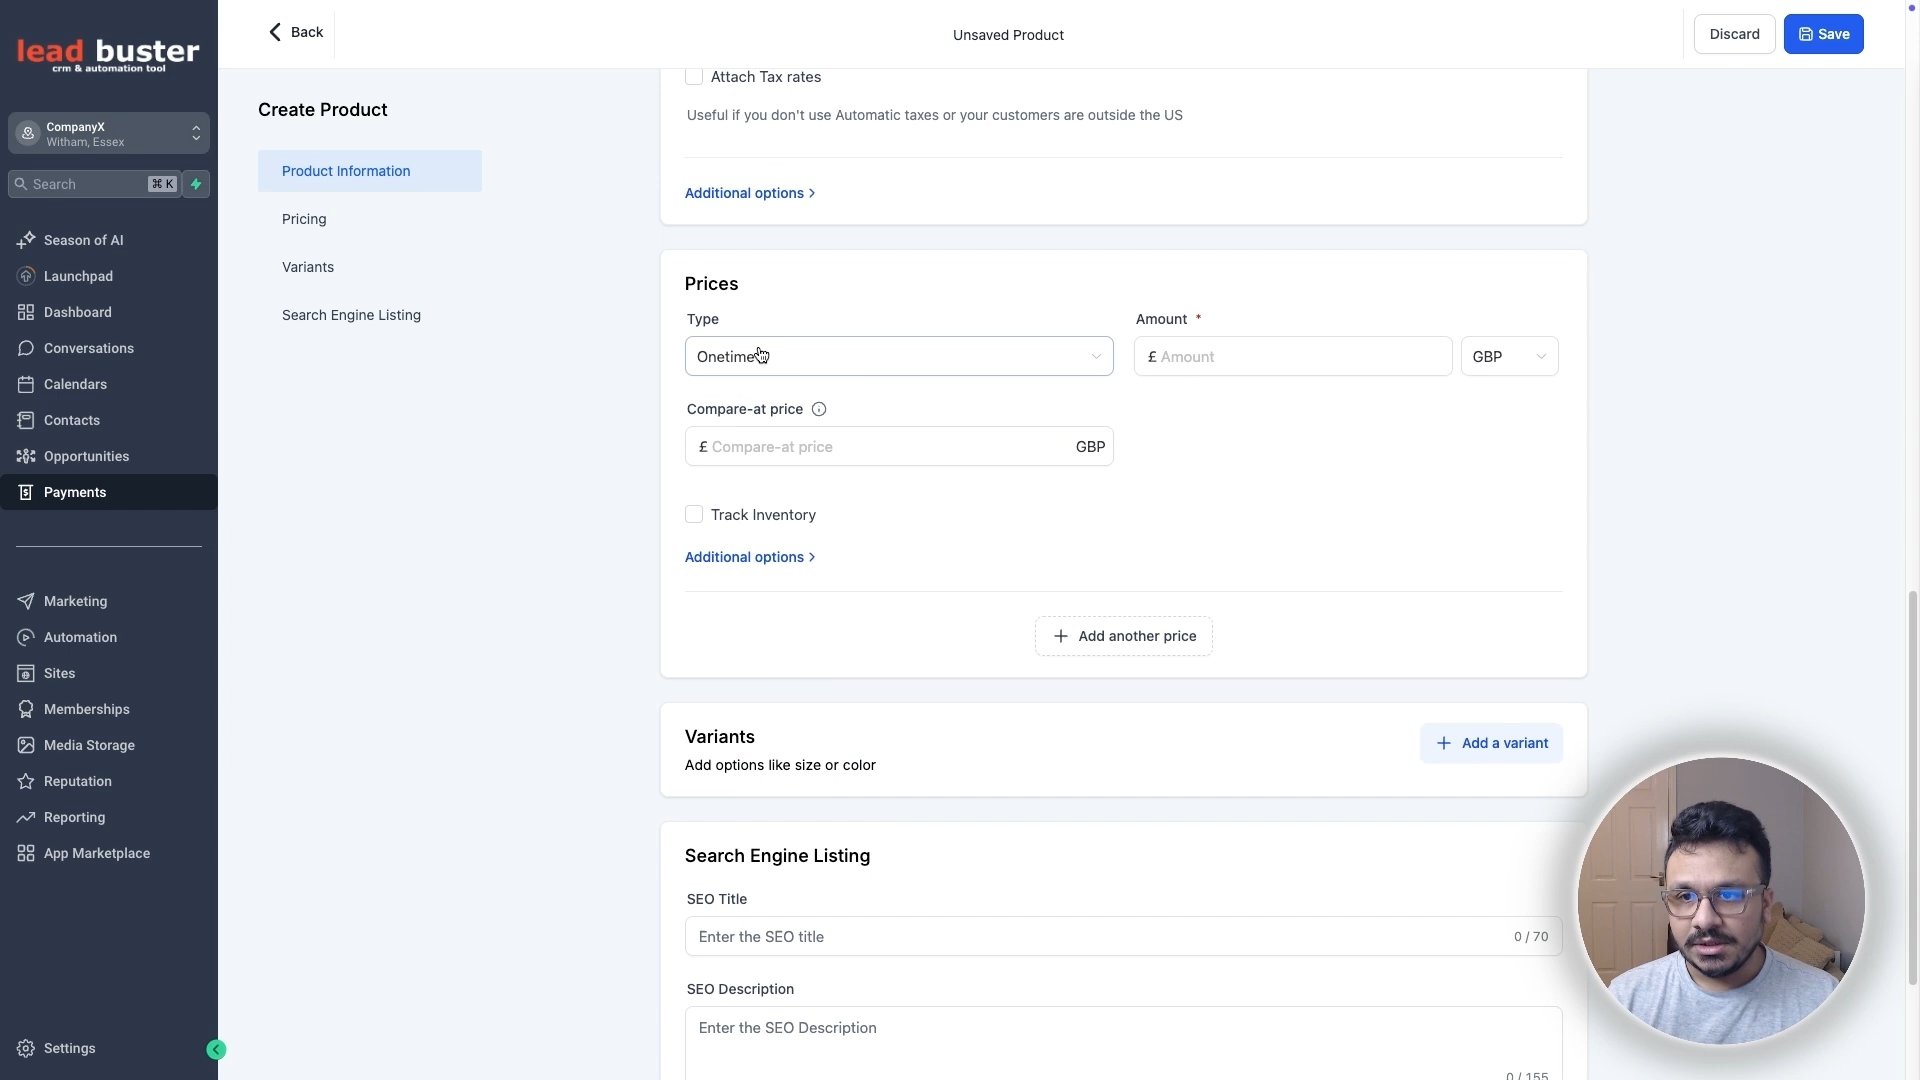 lead buster
crm & automation tool
CompanyX
Witham, Essex
Search
⌘ K
Season of AI
Launchpad
Dashboard
Conversations
Calendars
Contacts
Opportunities
Payments
Marketing
Automation
Sites
Memberships
Media Storage
Reputation
Reporting
App Marketplace
Settings
Back
Unsaved Product
Discard
Save
Create Product
Product Information
Pricing
Variants
Search Engine Listing
Attach Tax rates
Useful if you don't use Automatic taxes or your customers are outside the US
Additional options >
Prices
Type
Onetime
Amount *
£ Amount
GBP
Compare-at price
£ Compare-at price
GBP
Track Inventory
Additional options >
+ Add another price
Variants
Add options like size or color
+ Add a variant
Search Engine Listing
SEO Title
Enter the SEO title
0 / 70
SEO Description
Enter the SEO Description
0 / 155